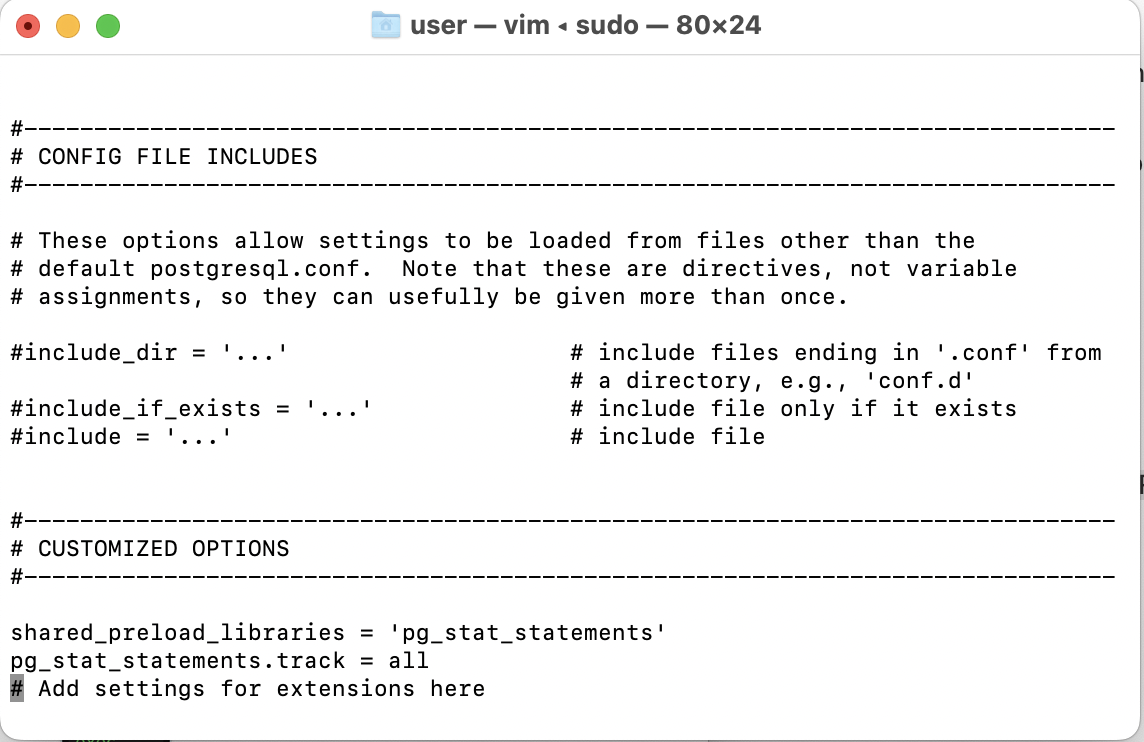 user — vim ◂ sudo — 80×24
#------------------------------------------------------------------------------
# CONFIG FILE INCLUDES
#------------------------------------------------------------------------------
# These options allow settings to be loaded from files other than the
# default postgresql.conf.  Note that these are directives, not variable
# assignments, so they can usefully be given more than once.
#include_dir = '...'                    # include files ending in '.conf' from
                                        # a directory, e.g., 'conf.d'
#include_if_exists = '...'              # include file only if it exists
#include = '...'                        # include file
#------------------------------------------------------------------------------
# CUSTOMIZED OPTIONS
#------------------------------------------------------------------------------
shared_preload_libraries = 'pg_stat_statements'
pg_stat_statements.track = all
# Add settings for extensions here